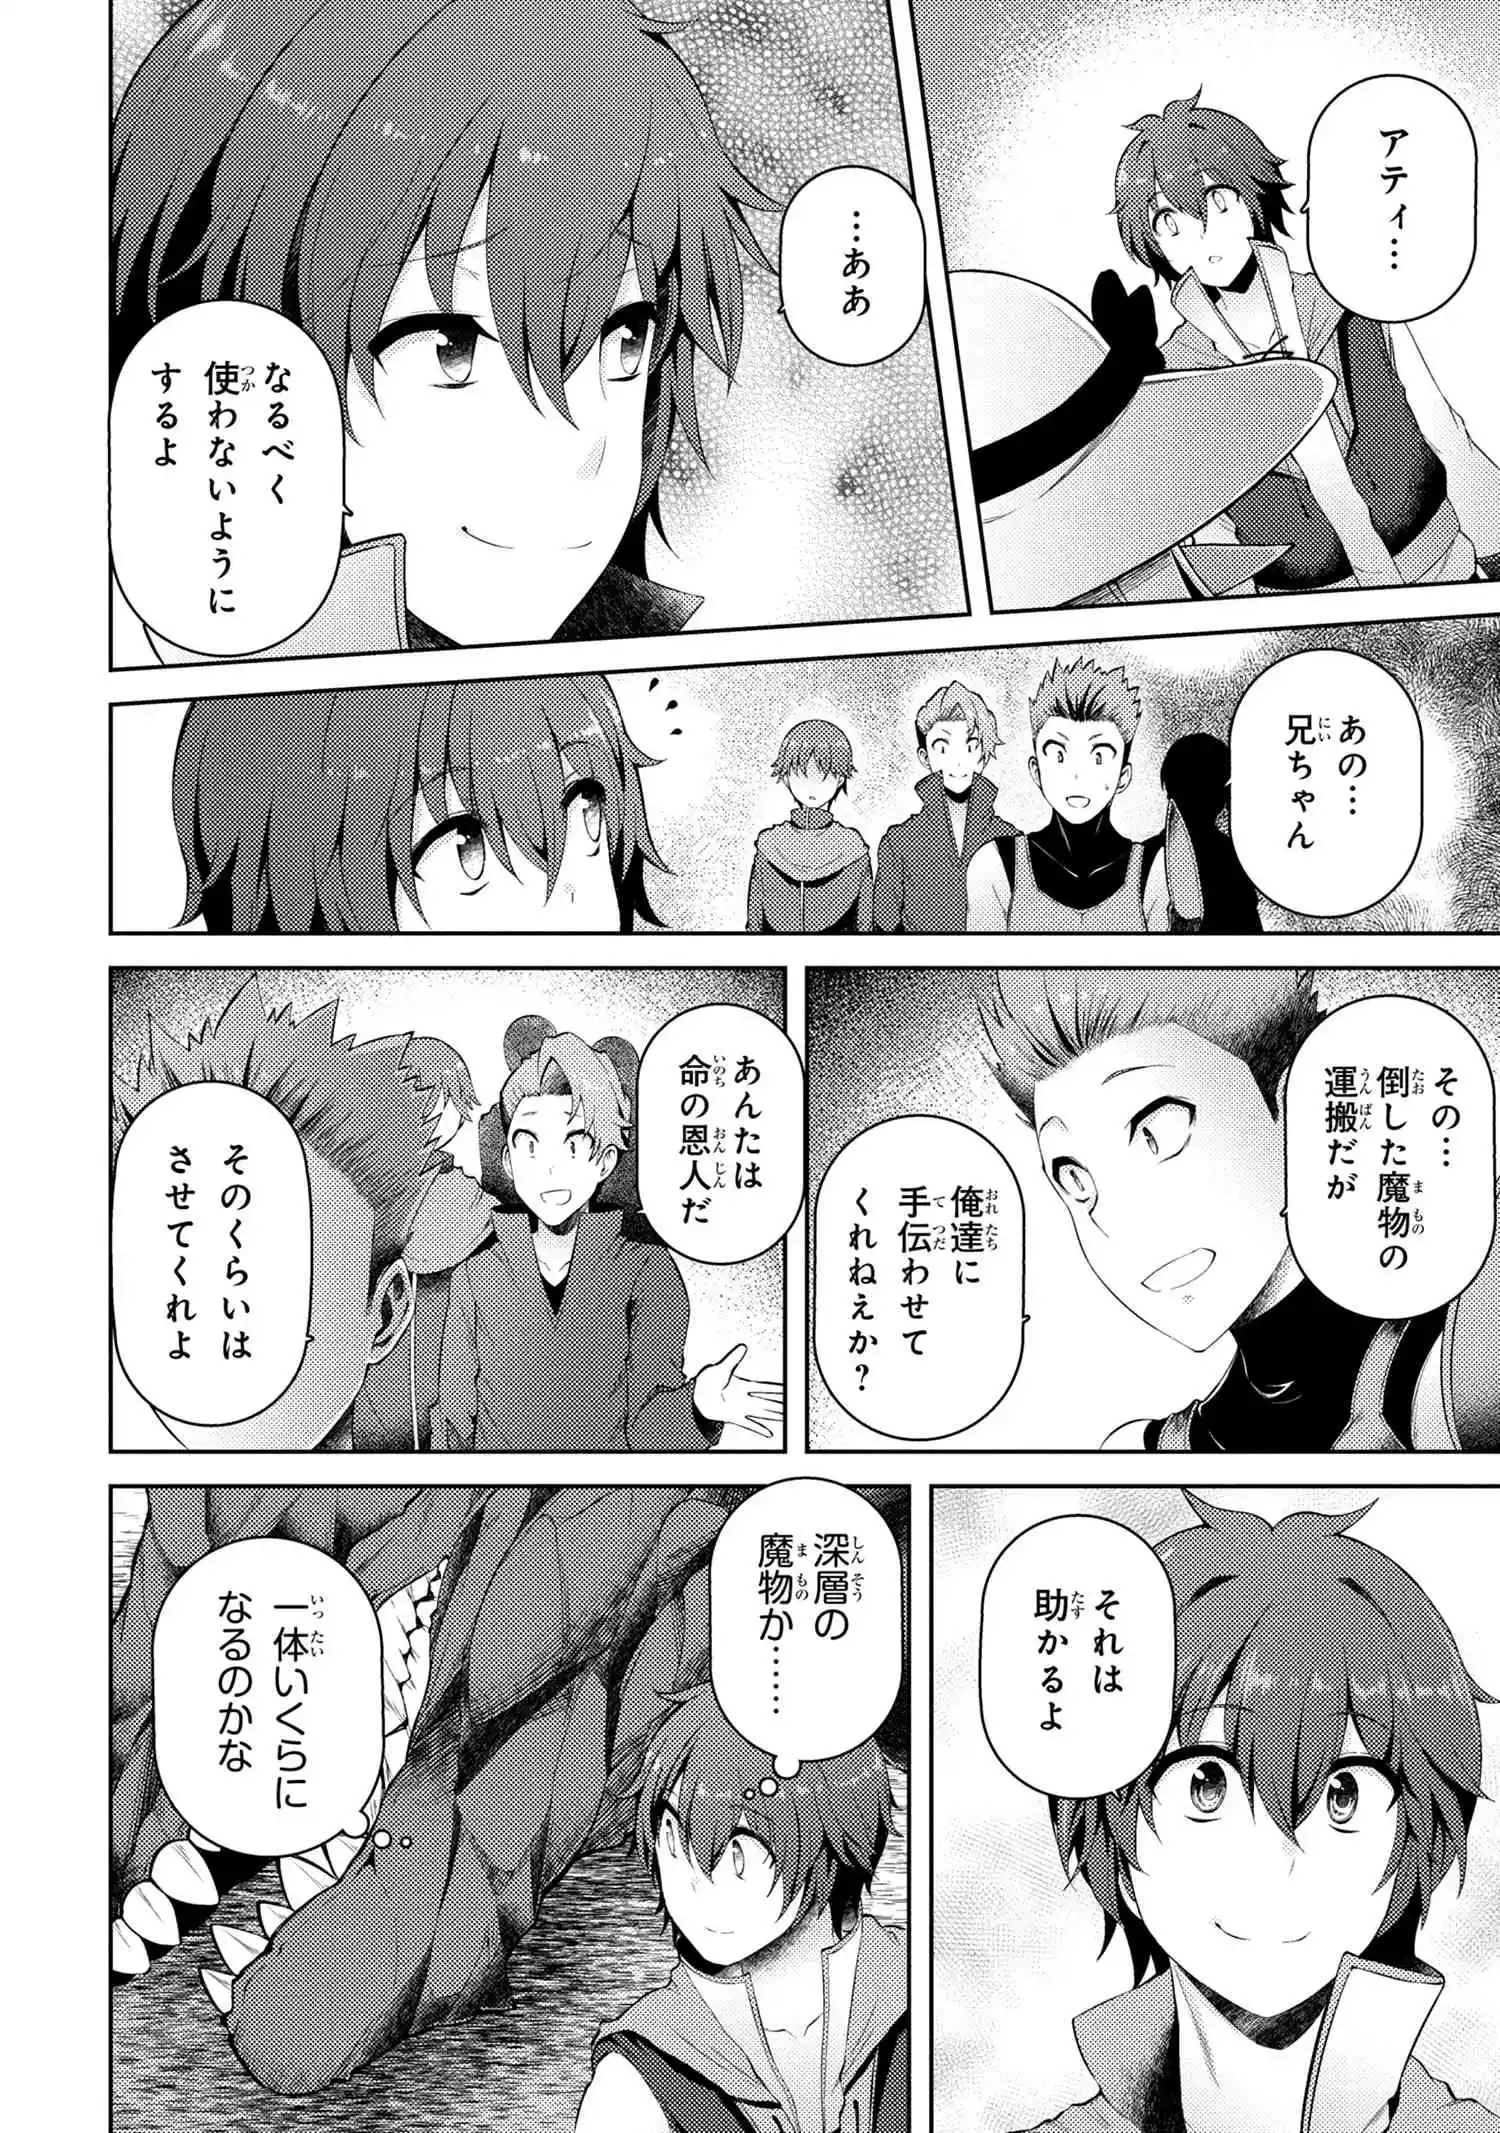 アティ…
…ああ
なるべく
使わないように
するよ
あの…
兄ちゃん
その…
倒した魔物の
運搬だが
俺達に
手伝わせて
くれねえか?
あんたは
命の恩人だ
そのくらいは
させてくれよ
それは
助かるよ
深層の
魔物か……
一体いくらに
なるのかな